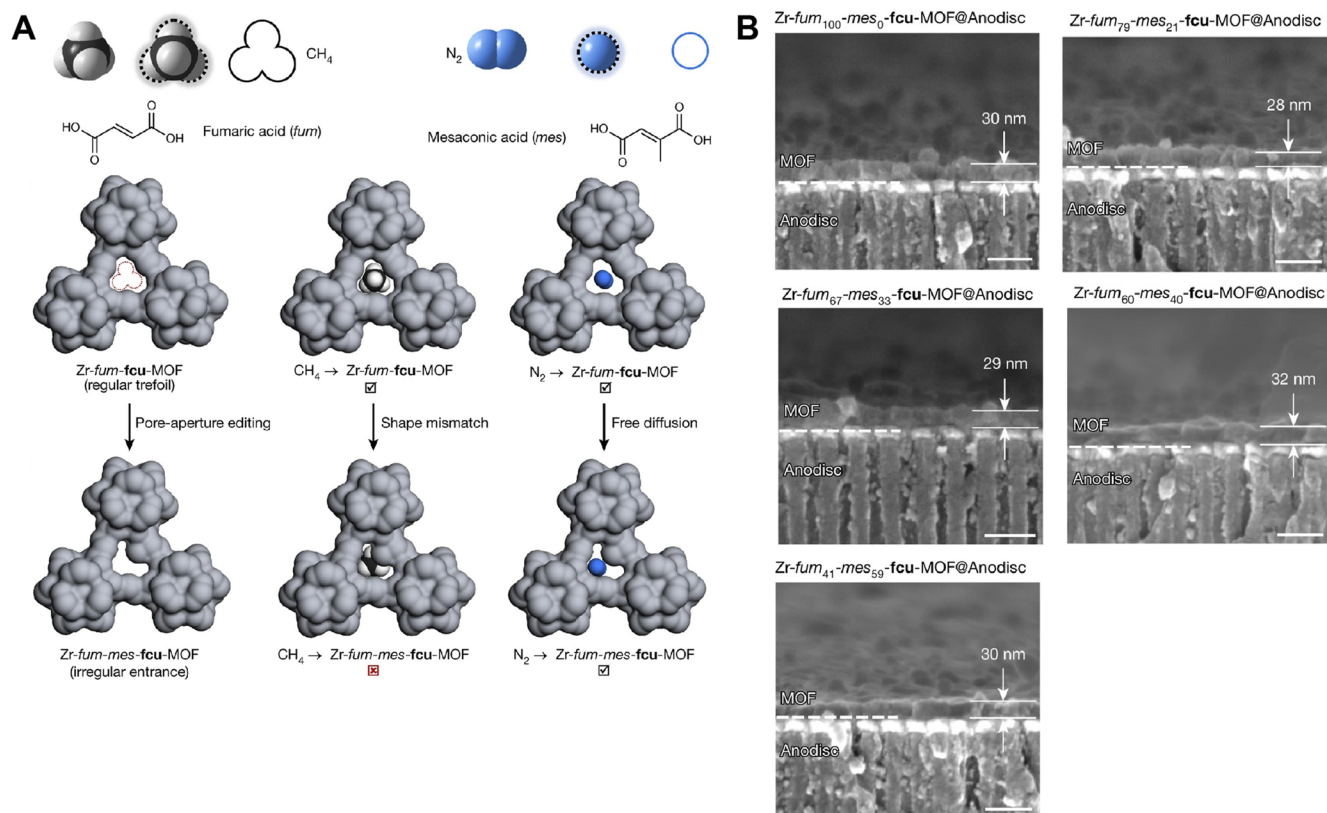 A
CH₄
N₂
HO
O
O
OH
Fumaric acid (fum)
Mesaconic acid (mes)
HO
O
O
OH
Zr-fum-fcu-MOF
(regular trefoil)
CH₄ → Zr-fum-fcu-MOF
☑
N₂ → Zr-fum-fcu-MOF
☑
Pore-aperture editing
Shape mismatch
Free diffusion
Zr-fum-mes-fcu-MOF
(irregular entrance)
CH₄ → Zr-fum-mes-fcu-MOF
☒
N₂ → Zr-fum-mes-fcu-MOF
☑
B
Zr-fum₁₀₀-mes₀-fcu-MOF@Anodisc
30 nm
MOF
Anodisc
Zr-fum₇₉-mes₂₁-fcu-MOF@Anodisc
28 nm
MOF
Anodisc
Zr-fum₆₇-mes₃₃-fcu-MOF@Anodisc
29 nm
MOF
Anodisc
Zr-fum₆₀-mes₄₀-fcu-MOF@Anodisc
32 nm
MOF
Anodisc
Zr-fum₄₁-mes₅₉-fcu-MOF@Anodisc
30 nm
MOF
Anodisc